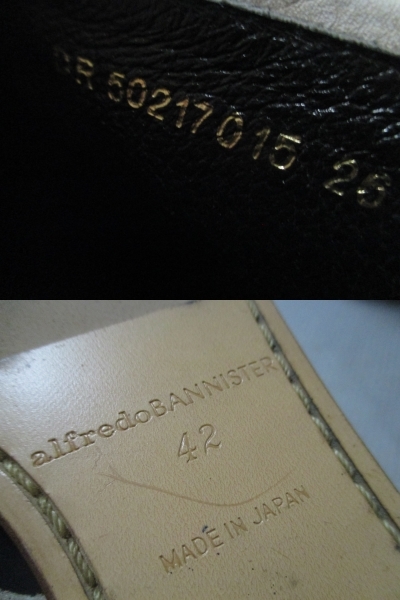 50217015 26
alfredoBANNISTER
42
MADE IN JAPAN